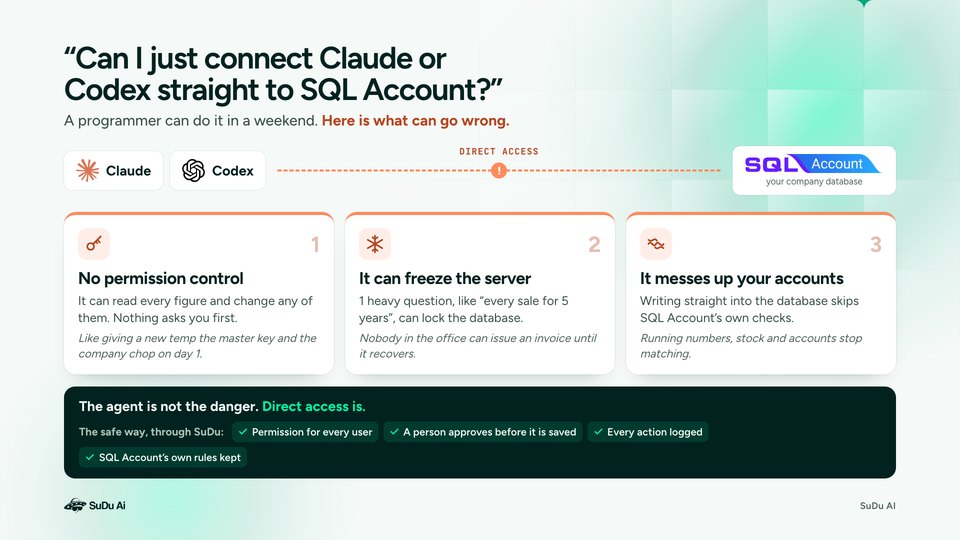 “Can I just connect Claude or
Codex straight to SQL Account?”
A programmer can do it in a weekend. Here is what can go wrong.
DIRECT ACCESS
Claude
Codex
!
SQL Account
your company database
1
No permission control
It can read every figure and change any of
them. Nothing asks you first.
Like giving a new temp the master key and the
company chop on day 1.
2
It can freeze the server
1 heavy question, like “every sale for 5
years”, can lock the database.
Nobody in the office can issue an invoice until
it recovers.
3
It messes up your accounts
Writing straight into the database skips
SQL Account’s own checks.
Running numbers, stock and accounts stop
matching.
The agent is not the danger. Direct access is.
The safe way, through SuDu: ✓ Permission for every user ✓ A person approves before it is saved ✓ Every action logged
✓ SQL Account’s own rules kept
SuDu Ai
SuDu AI